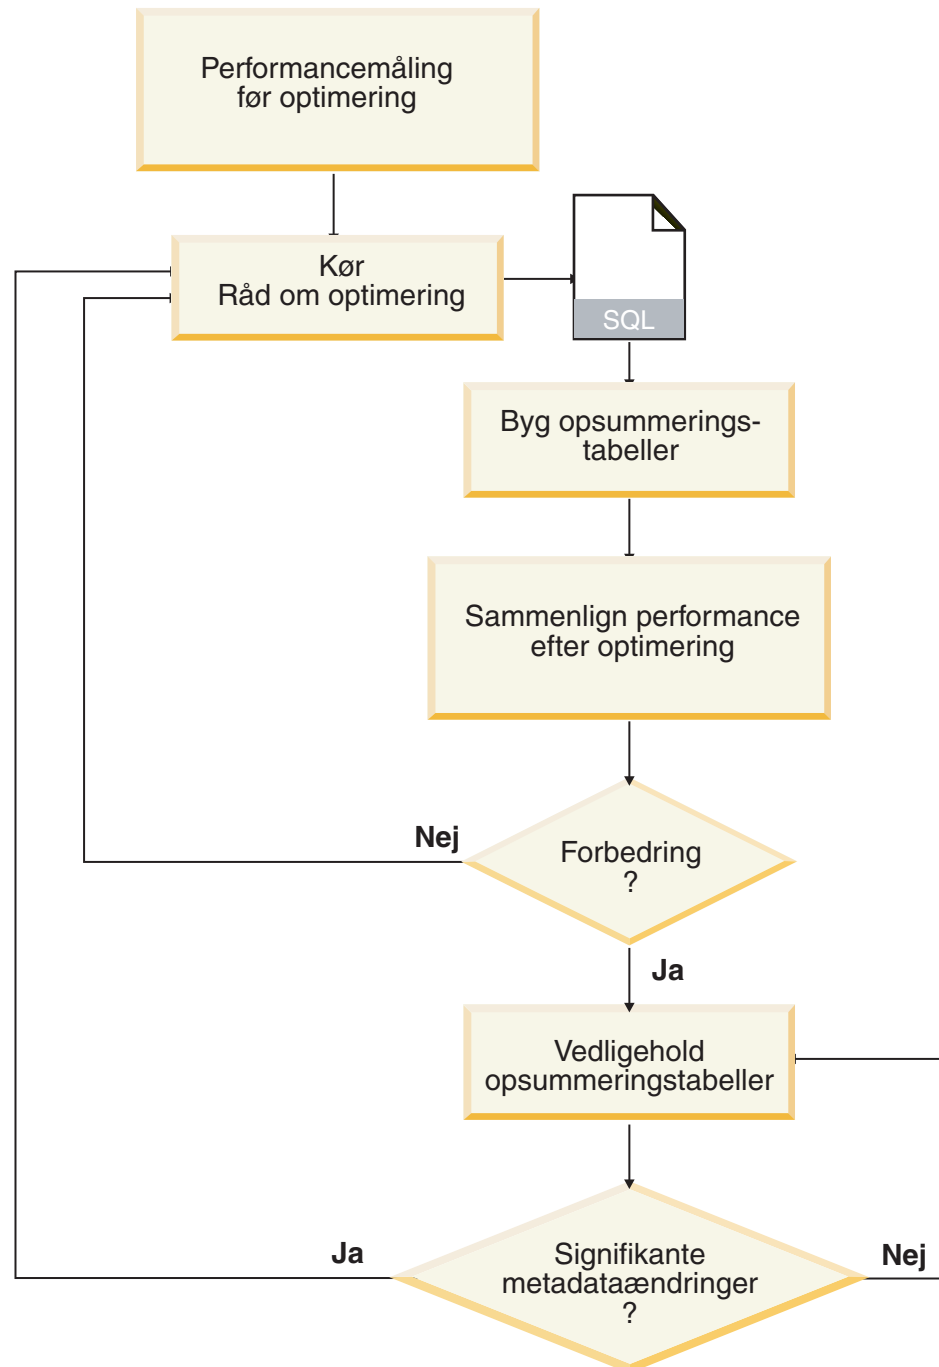 Performancemåling
før optimering
Kør
Råd om optimering
SQL
Byg opsummerings-
tabeller
Sammenlign performance
efter optimering
Nej
Forbedring
?
Ja
Vedligehold
opsummeringstabeller
Ja
Signifikante
metadataændringer
?
Nej